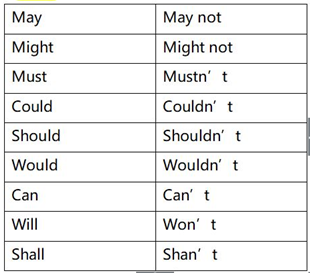 May May not
Might Might not
Must Mustn’ t
Could Couldn’ t
Should Shouldn’ t
Would Wouldn’ t
Can Can’ t
Will Won’ t
Shall Shan’ t